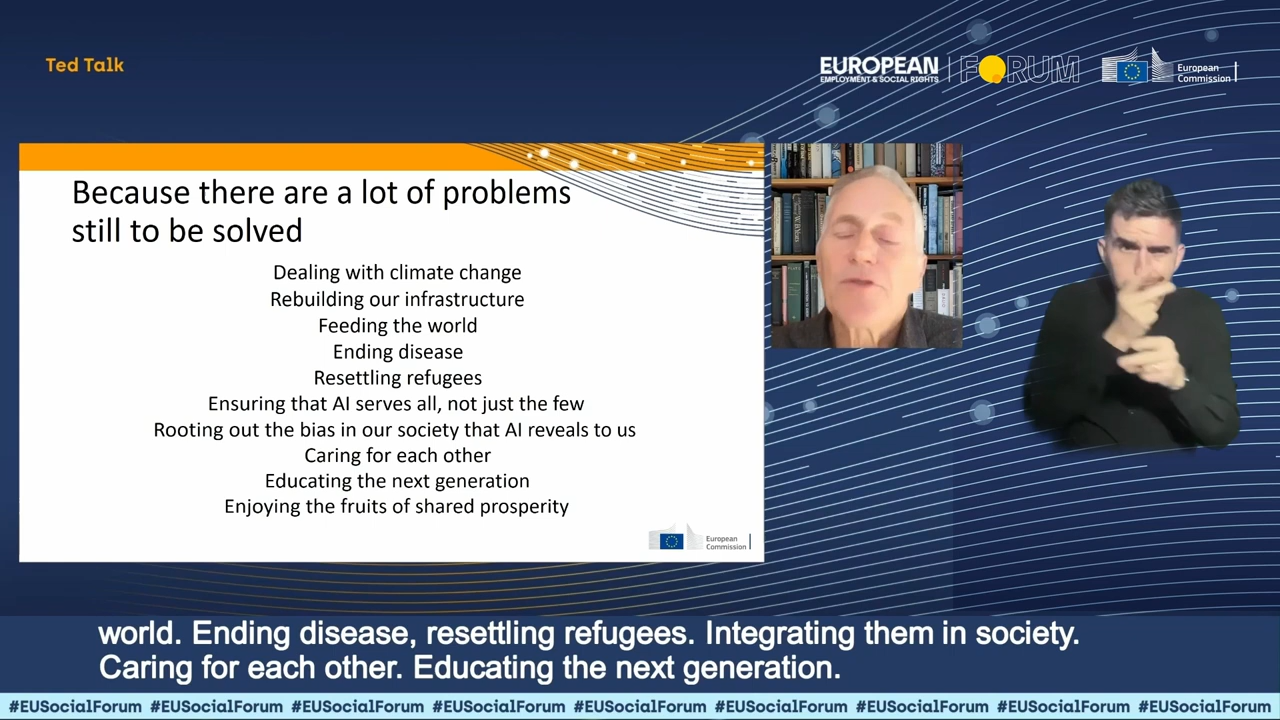 Ted Talk
EUROPEAN
EMPLOYMENT & SOCIAL RIGHTS
FORUM
European
Commission
Because there are a lot of problems
still to be solved
Dealing with climate change
Rebuilding our infrastructure
Feeding the world
Ending disease
Resettling refugees
Ensuring that AI serves all, not just the few
Rooting out the bias in our society that AI reveals to us
Caring for each other
Educating the next generation
Enjoying the fruits of shared prosperity
European
Commission
world. Ending disease, resettling refugees. Integrating them in society.
Caring for each other. Educating the next generation.
#EUSocialForum #EUSocialForum #EUSocialForum #EUSocialForum #EUSocialForum #EUSocialForum #EUSocialForum #EUSocialForum #EUSocialForum